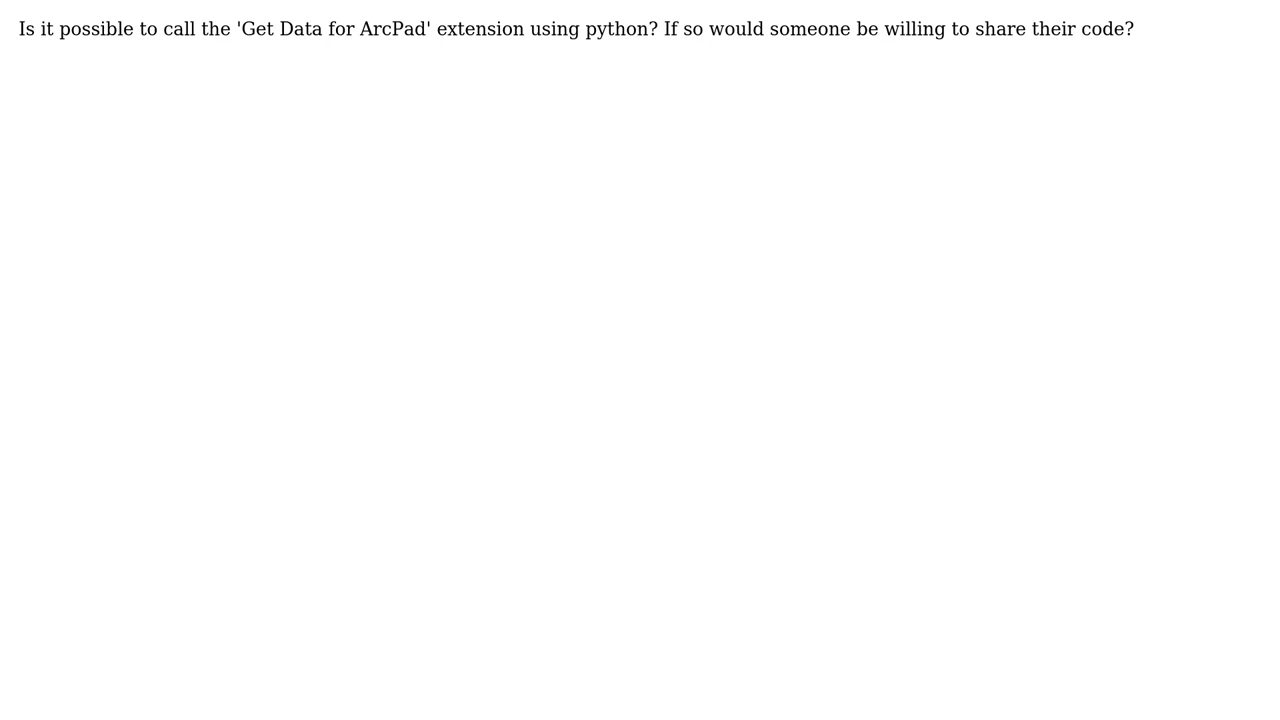 Is it possible to call the 'Get Data for ArcPad' extension using python? If so would someone be willing to share their code?